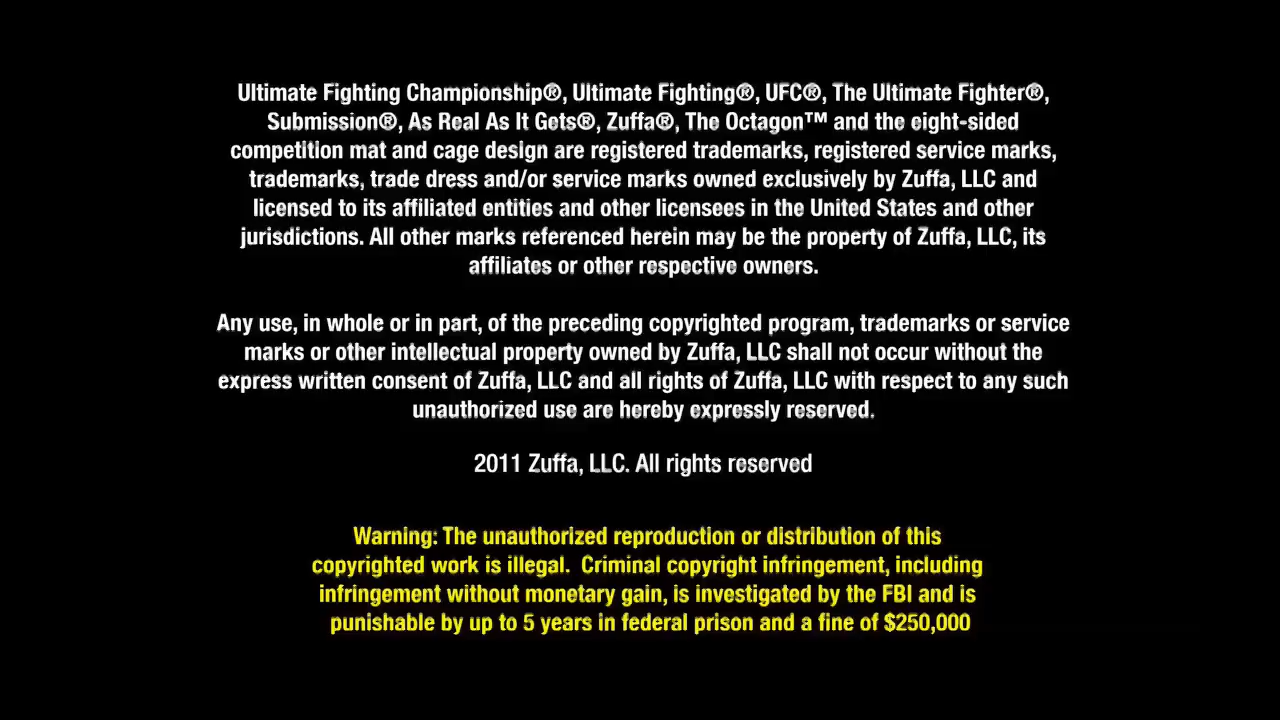 Ultimate Fighting Championship®, Ultimate Fighting®, UFC®, The Ultimate Fighter®,
Submission®, As Real As It Gets®, Zuffa®, The Octagon™ and the eight-sided
competition mat and cage design are registered trademarks, registered service marks,
trademarks, trade dress and/or service marks owned exclusively by Zuffa, LLC and
licensed to its affiliated entities and other licensees in the United States and other
jurisdictions. All other marks referenced herein may be the property of Zuffa, LLC, its
affiliates or other respective owners.
Any use, in whole or in part, of the preceding copyrighted program, trademarks or service
marks or other intellectual property owned by Zuffa, LLC shall not occur without the
express written consent of Zuffa, LLC and all rights of Zuffa, LLC with respect to any such
unauthorized use are hereby expressly reserved.
2011 Zuffa, LLC. All rights reserved
Warning: The unauthorized reproduction or distribution of this
copyrighted work is illegal.  Criminal copyright infringement, including
infringement without monetary gain, is investigated by the FBI and is
punishable by up to 5 years in federal prison and a fine of $250,000